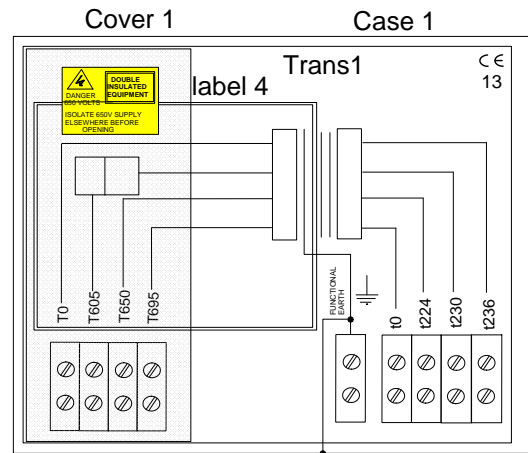 Cover 1
Case 1
Trans1
CE
13
DOUBLE
INSULATED
EQUIPMENT
DANGER
650 VOLTS
ISOLATE 650V SUPPLY
ELSEWHERE BEFORE
OPENING
label 4
T0
T605
T650
T695
FUNCTIONAL
EARTH
t0
t224
t230
t236